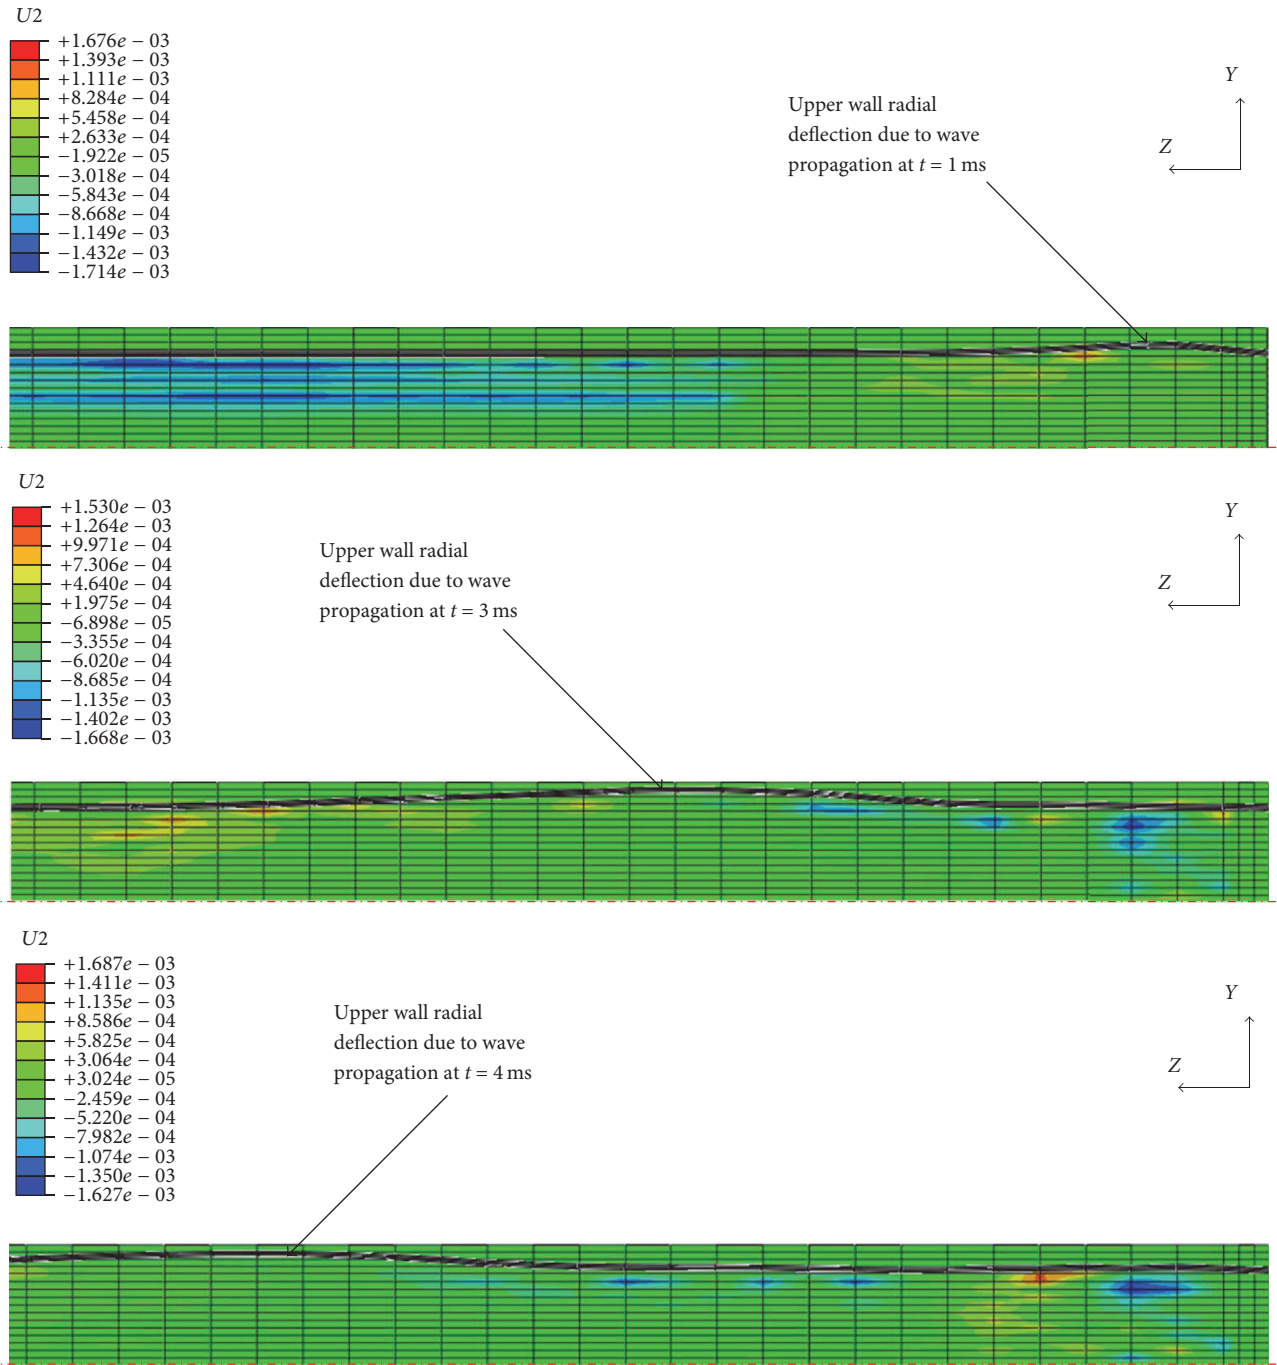 U2
+1.676e − 03
+1.393e − 03
+1.111e − 03
+8.284e − 04
+5.458e − 04
+2.633e − 04
−1.922e − 05
−3.018e − 04
−5.843e − 04
−8.668e − 04
−1.149e − 03
−1.432e − 03
−1.714e − 03
Upper wall radial
deflection due to wave
propagation at t = 1 ms
Y
Z
U2
+1.530e − 03
+1.264e − 03
+9.971e − 04
+7.306e − 04
+4.640e − 04
+1.975e − 04
−6.898e − 05
−3.355e − 04
−6.020e − 04
−8.685e − 04
−1.135e − 03
−1.402e − 03
−1.668e − 03
Upper wall radial
deflection due to wave
propagation at t = 3 ms
Y
Z
U2
+1.687e − 03
+1.411e − 03
+1.135e − 03
+8.586e − 04
+5.825e − 04
+3.064e − 04
+3.024e − 05
−2.459e − 04
−5.220e − 04
−7.982e − 04
−1.074e − 03
−1.350e − 03
−1.627e − 03
Upper wall radial
deflection due to wave
propagation at t = 4 ms
Y
Z